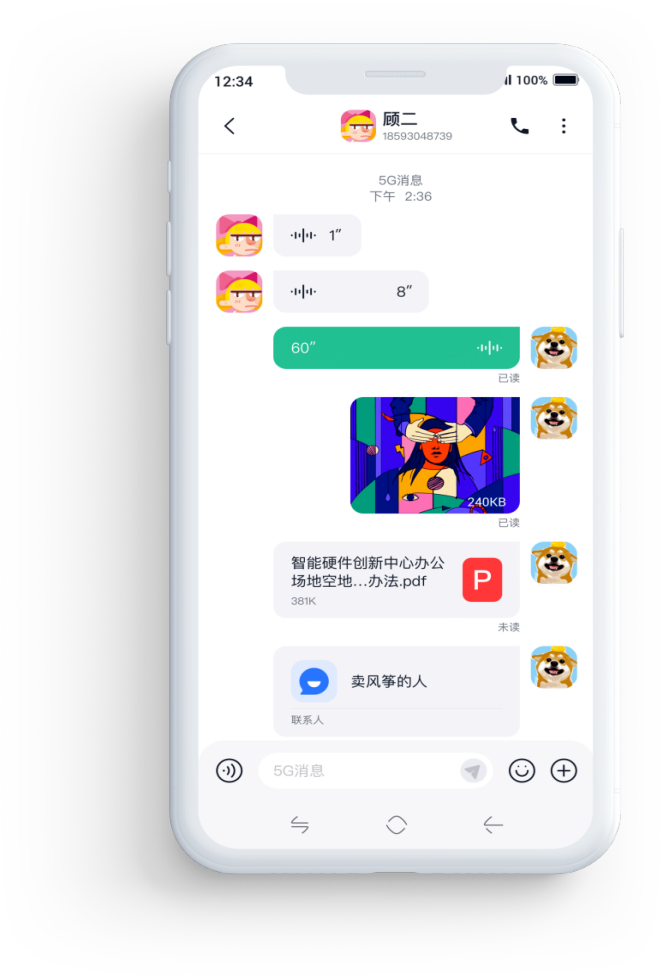 12:34
100%
顾二
18593048739
5G消息
下午 2:36
1″
8″
60″
已读
240KB
已读
智能硬件创新中心办公
场地空地...办法.pdf
P
381K
未读
卖风筝的人
联系人
5G消息